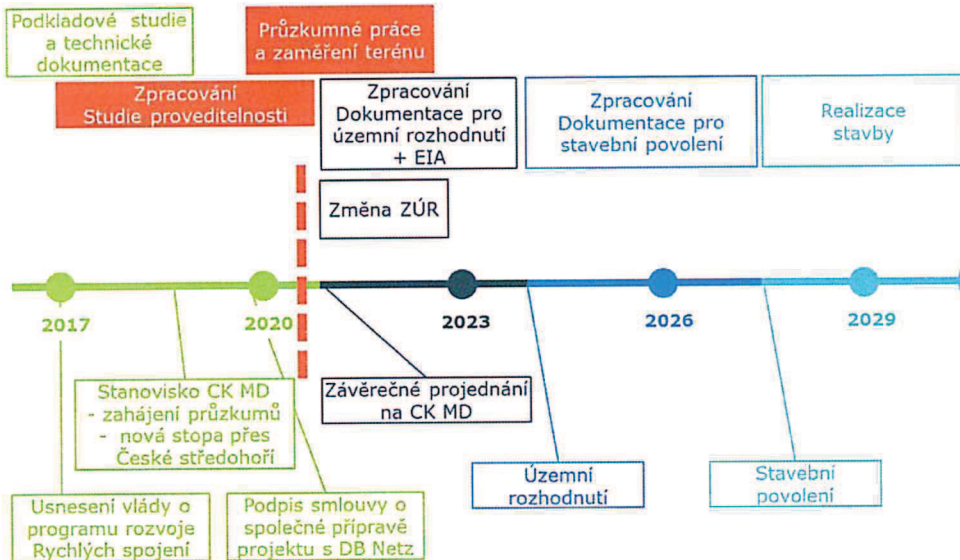 Podkladové studie
a technické
dokumentace
Průzkumné práce
a zaměření terénu
Zpracování
Studie proveditelnosti
Zpracování
Dokumentace pro
územní rozhodnutí
+ EIA
Zpracování
Dokumentace pro
stavební povolení
Realizace
stavby
Změna ZÚR
2017
2020
2023
2026
2029
Stanovisko CK MD
- zahájení průzkumů
- nová stopa přes
České středohoří
Závěrečné projednání
na CK MD
Územní
rozhodnutí
Stavební
povolení
Usnesení vlády o
programu rozvoje
Rychlých spojení
Podpis smlouvy o
společné přípravě
projektu s DB Netz